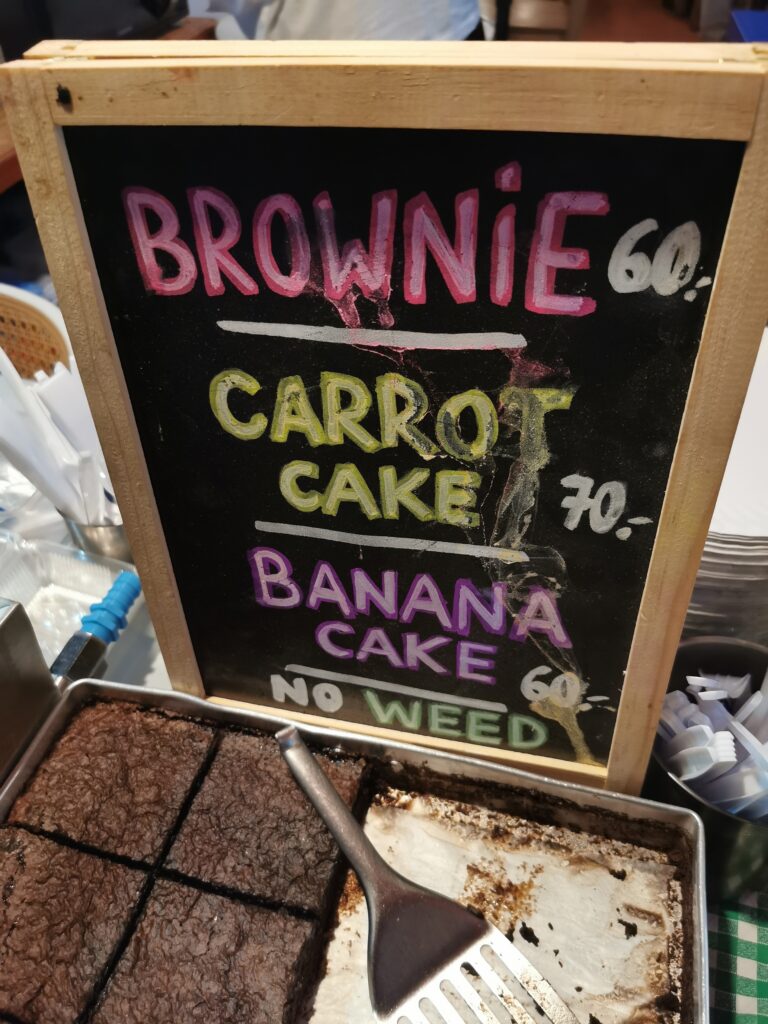 BROWNiE 60.-
CARROT
CAKE 70.-
BANANA
CAKE 60.-
NO WEED